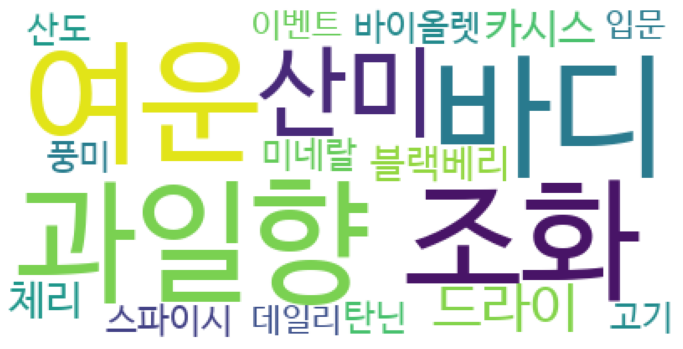 산도 이벤트 바이올렛 카시스 입문
여운 산미 바디
풍미 미네랄 블랙베리
과일향 조화
체리 스파이시 데일리 탄닌 드라이 고기